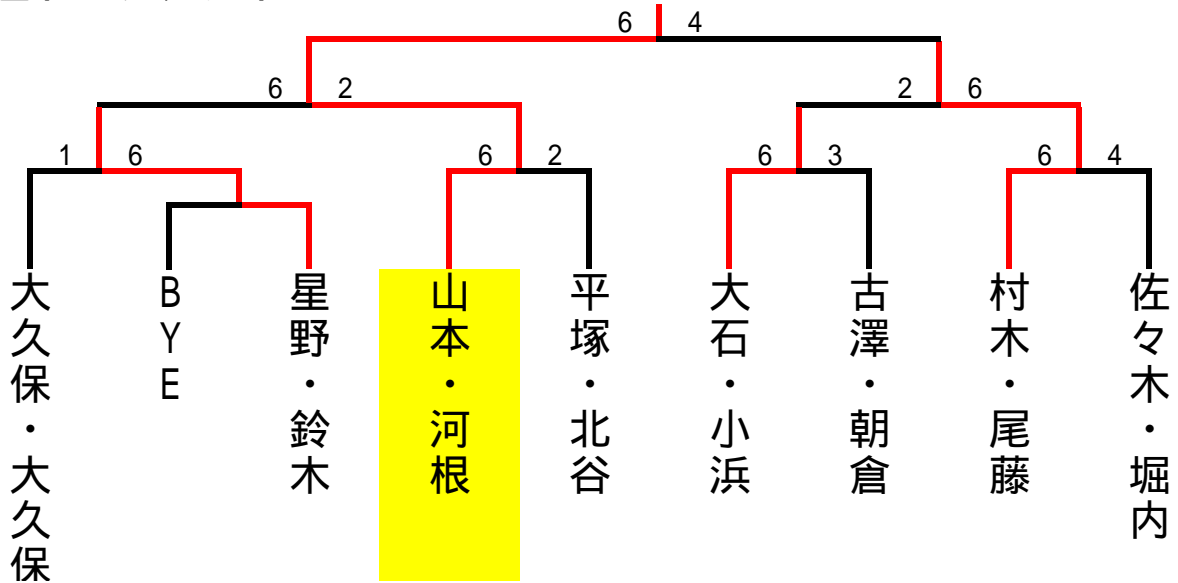 6 4
6 2 2 6
1 6 6 2 6 3 6 4
大久保・大久保
BYE
星野・鈴木
山本・河根
平塚・北谷
大石・小浜
古澤・朝倉
村木・尾藤
佐々木・堀内